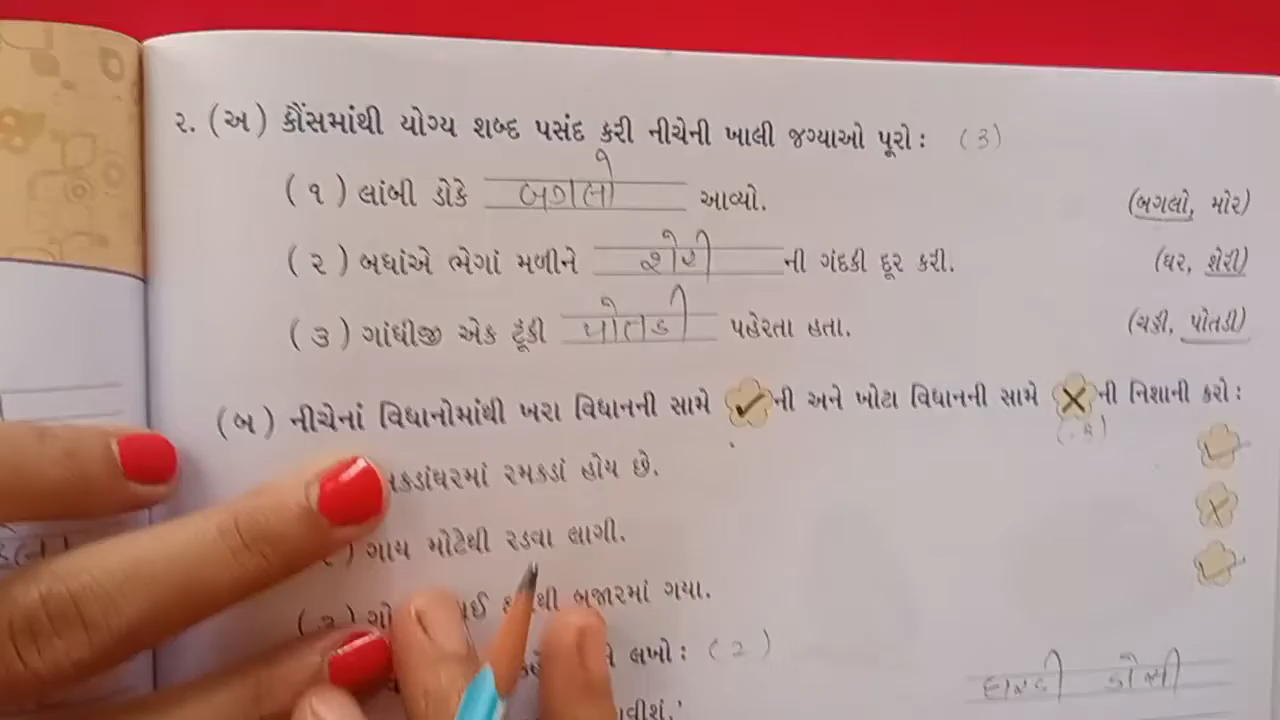 ૨. (અ) કૌંસમાંથી યોગ્ય શબ્દ પસંદ કરી નીચેની ખાલી જગ્યાઓ પૂરો : (૩)
(૧) લાંબી ડોકે બગલો આવ્યો. (બગલો, મોર)
(૨) બધાંએ ભેગાં મળીને શેરી ની ગંદકી દૂર કરી. (ઘર, શેરી)
(૩) ગાંધીજી એક ટૂંકી પોતડી પહેરતા હતા. (ચડ્ડી, પોતડી)
(બ) નીચેનાં વિધાનોમાંથી ખરા વિધાનની સામે ✓ ની અને ખોટા વિધાનની સામે ✗ ની નિશાની કરો :
રમકડાંઘરમાં રમકડાં હોય છે. ✓
ગાય મોટેથી રડવા લાગી. ✗
(૩) બજારમાં ગયા. ✓
લખો : (૨)
ડોસી